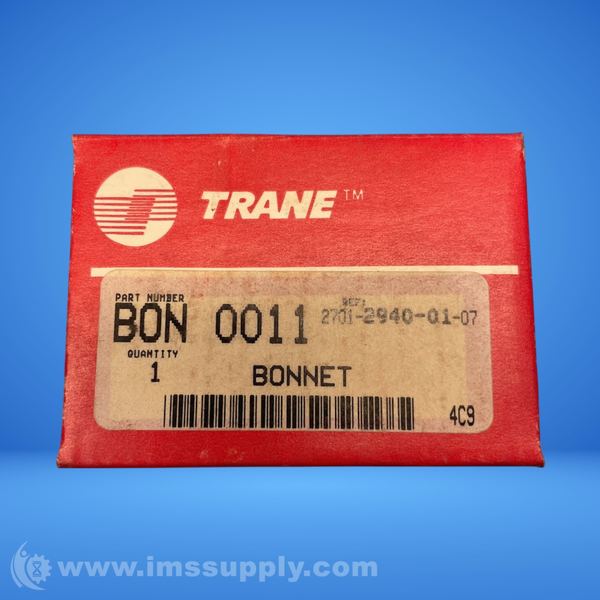 TRANE™
PART NUMBER
BON 0011
REF:
2701-2940-01-07
QUANTITY
1
BONNET
4C9
www.imssupply.com